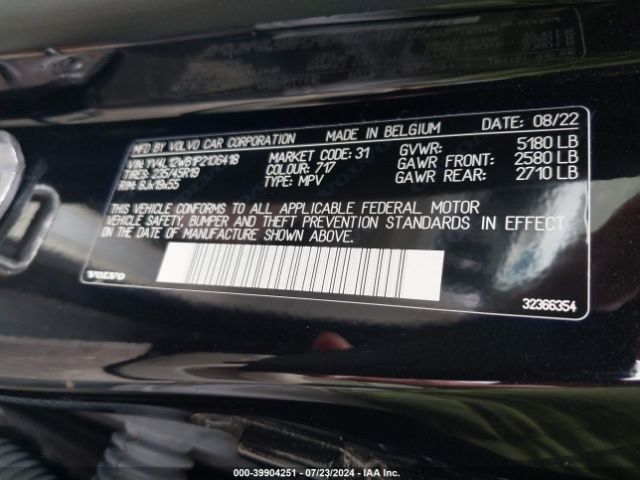 MFD BY VOLVO CAR CORPORATION MADE IN BELGIUM DATE: 08/22
VIN: YV4L12WB1P2106418 MARKET CODE: 31 GVWR: 5180 LB
TIRES: 235/45R19 COLOUR: 717 GAWR FRONT: 2580 LB
RIM: 8Jx19x55 TYPE: MPV GAWR REAR: 2710 LB
THIS VEHICLE CONFORMS TO ALL APPLICABLE FEDERAL MOTOR
VEHICLE SAFETY, BUMPER AND THEFT PREVENTION STANDARDS IN EFFECT
ON THE DATE OF MANUFACTURE SHOWN ABOVE.
VOLVO 32366354
000-39904251 | 07/23/2024 | IAA Inc.